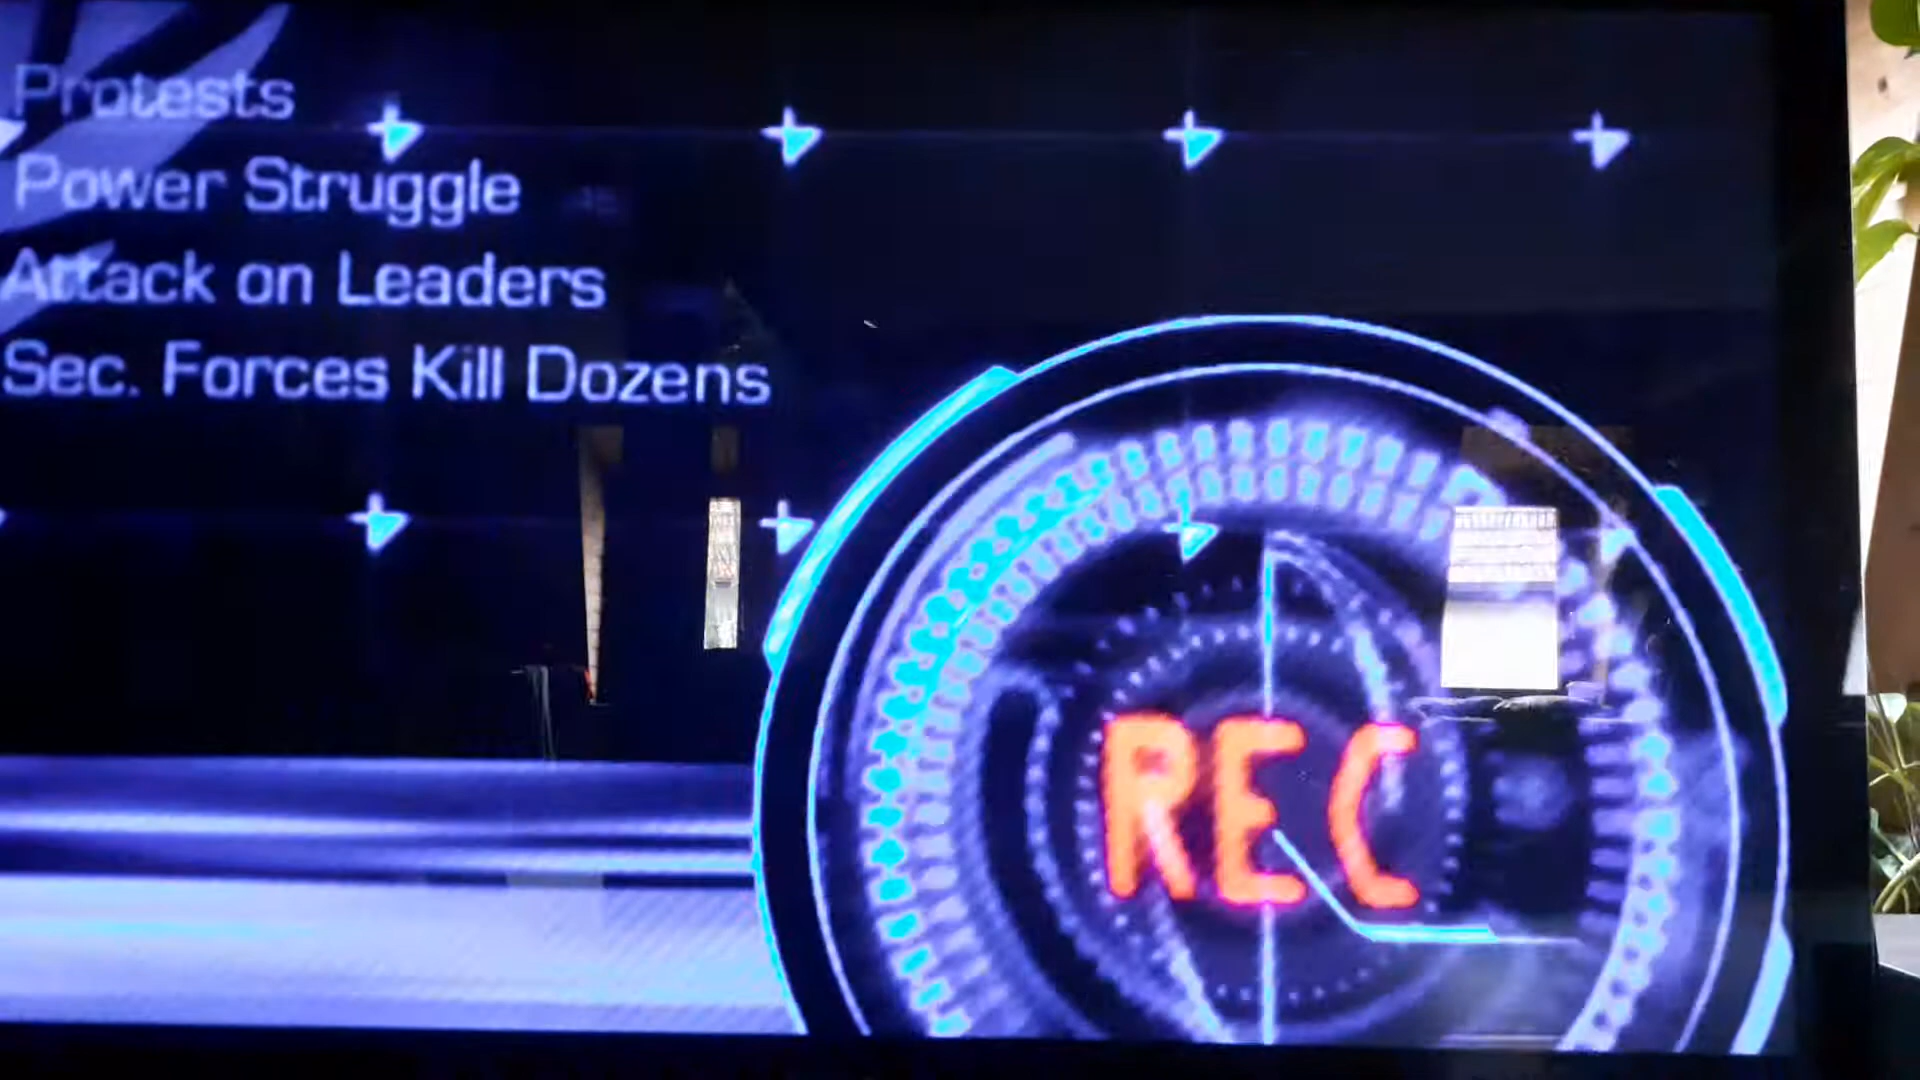 Protests
Power Struggle
Attack on Leaders
Sec. Forces Kill Dozens
REC